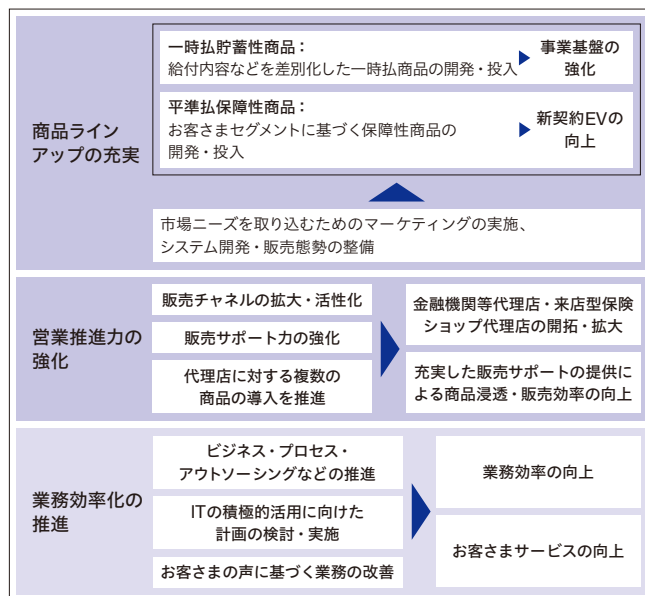 商品ライン
アップの充実
一時払貯蓄性商品：
給付内容などを差別化した一時払商品の開発・投入
事業基盤の
強化
平準払保障性商品：
お客さまセグメントに基づく保障性商品の
開発・投入
新契約EVの
向上
市場ニーズを取り込むためのマーケティングの実施、
システム開発・販売態勢の整備
営業推進力の
強化
販売チャネルの拡大・活性化
販売サポート力の強化
代理店に対する複数の
商品の導入を推進
金融機関等代理店・来店型保険
ショップ代理店の開拓・拡大
充実した販売サポートの提供に
よる商品浸透・販売効率の向上
業務効率化の
推進
ビジネス・プロセス・
アウトソーシングなどの推進
ITの積極的活用に向けた
計画の検討・実施
お客さまの声に基づく業務の改善
業務効率の向上
お客さまサービスの向上